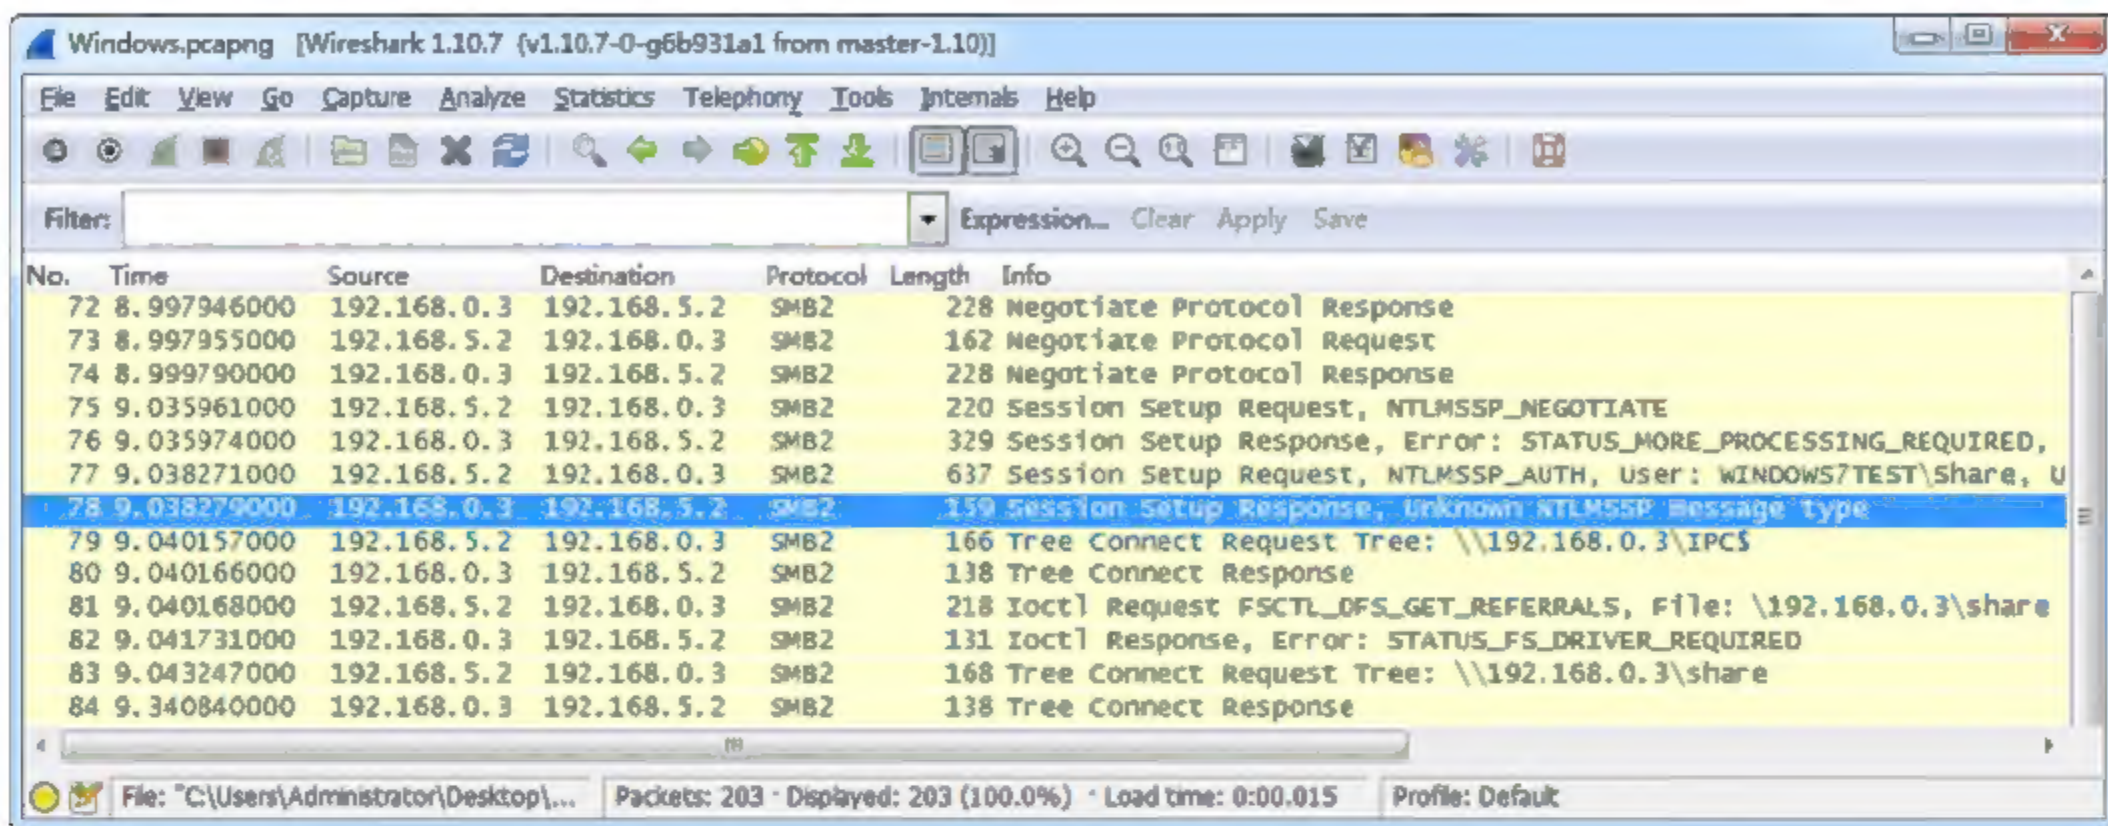 Windows.pcapng [Wireshark 1.10.7 (v1.10.7-0-g6b931a1 from master-1.10)]
File Edit View Go Capture Analyze Statistics Telephony Tools Internals Help
Filter: Expression... Clear Apply Save
No. Time Source Destination Protocol Length Info
72 8.997946000 192.168.0.3 192.168.5.2 SMB2 228 Negotiate Protocol Response
73 8.997955000 192.168.5.2 192.168.0.3 SMB2 162 Negotiate Protocol Request
74 8.999790000 192.168.0.3 192.168.5.2 SMB2 228 Negotiate Protocol Response
75 9.035961000 192.168.5.2 192.168.0.3 SMB2 220 Session Setup Request, NTLMSSP_NEGOTIATE
76 9.035974000 192.168.0.3 192.168.5.2 SMB2 329 Session Setup Response, Error: STATUS_MORE_PROCESSING_REQUIRED,
77 9.038271000 192.168.5.2 192.168.0.3 SMB2 637 Session Setup Request, NTLMSSP_AUTH, User: WINDOWS7TEST\Share, U
78 9.038279000 192.168.0.3 192.168.5.2 SMB2 159 Session Setup Response, Unknown NTLMSSP message type
79 9.040157000 192.168.5.2 192.168.0.3 SMB2 166 Tree Connect Request Tree: \\192.168.0.3\IPC$
80 9.040166000 192.168.0.3 192.168.5.2 SMB2 138 Tree Connect Response
81 9.040168000 192.168.5.2 192.168.0.3 SMB2 218 Ioctl Request FSCTL_DFS_GET_REFERRALS, File: \192.168.0.3\share
82 9.041731000 192.168.0.3 192.168.5.2 SMB2 131 Ioctl Response, Error: STATUS_FS_DRIVER_REQUIRED
83 9.043247000 192.168.5.2 192.168.0.3 SMB2 168 Tree Connect Request Tree: \\192.168.0.3\share
84 9.340840000 192.168.0.3 192.168.5.2 SMB2 138 Tree Connect Response
File: "C:\Users\Administrator\Desktop\... Packets: 203 · Displayed: 203 (100.0%) · Load time: 0:00.015 Profile: Default